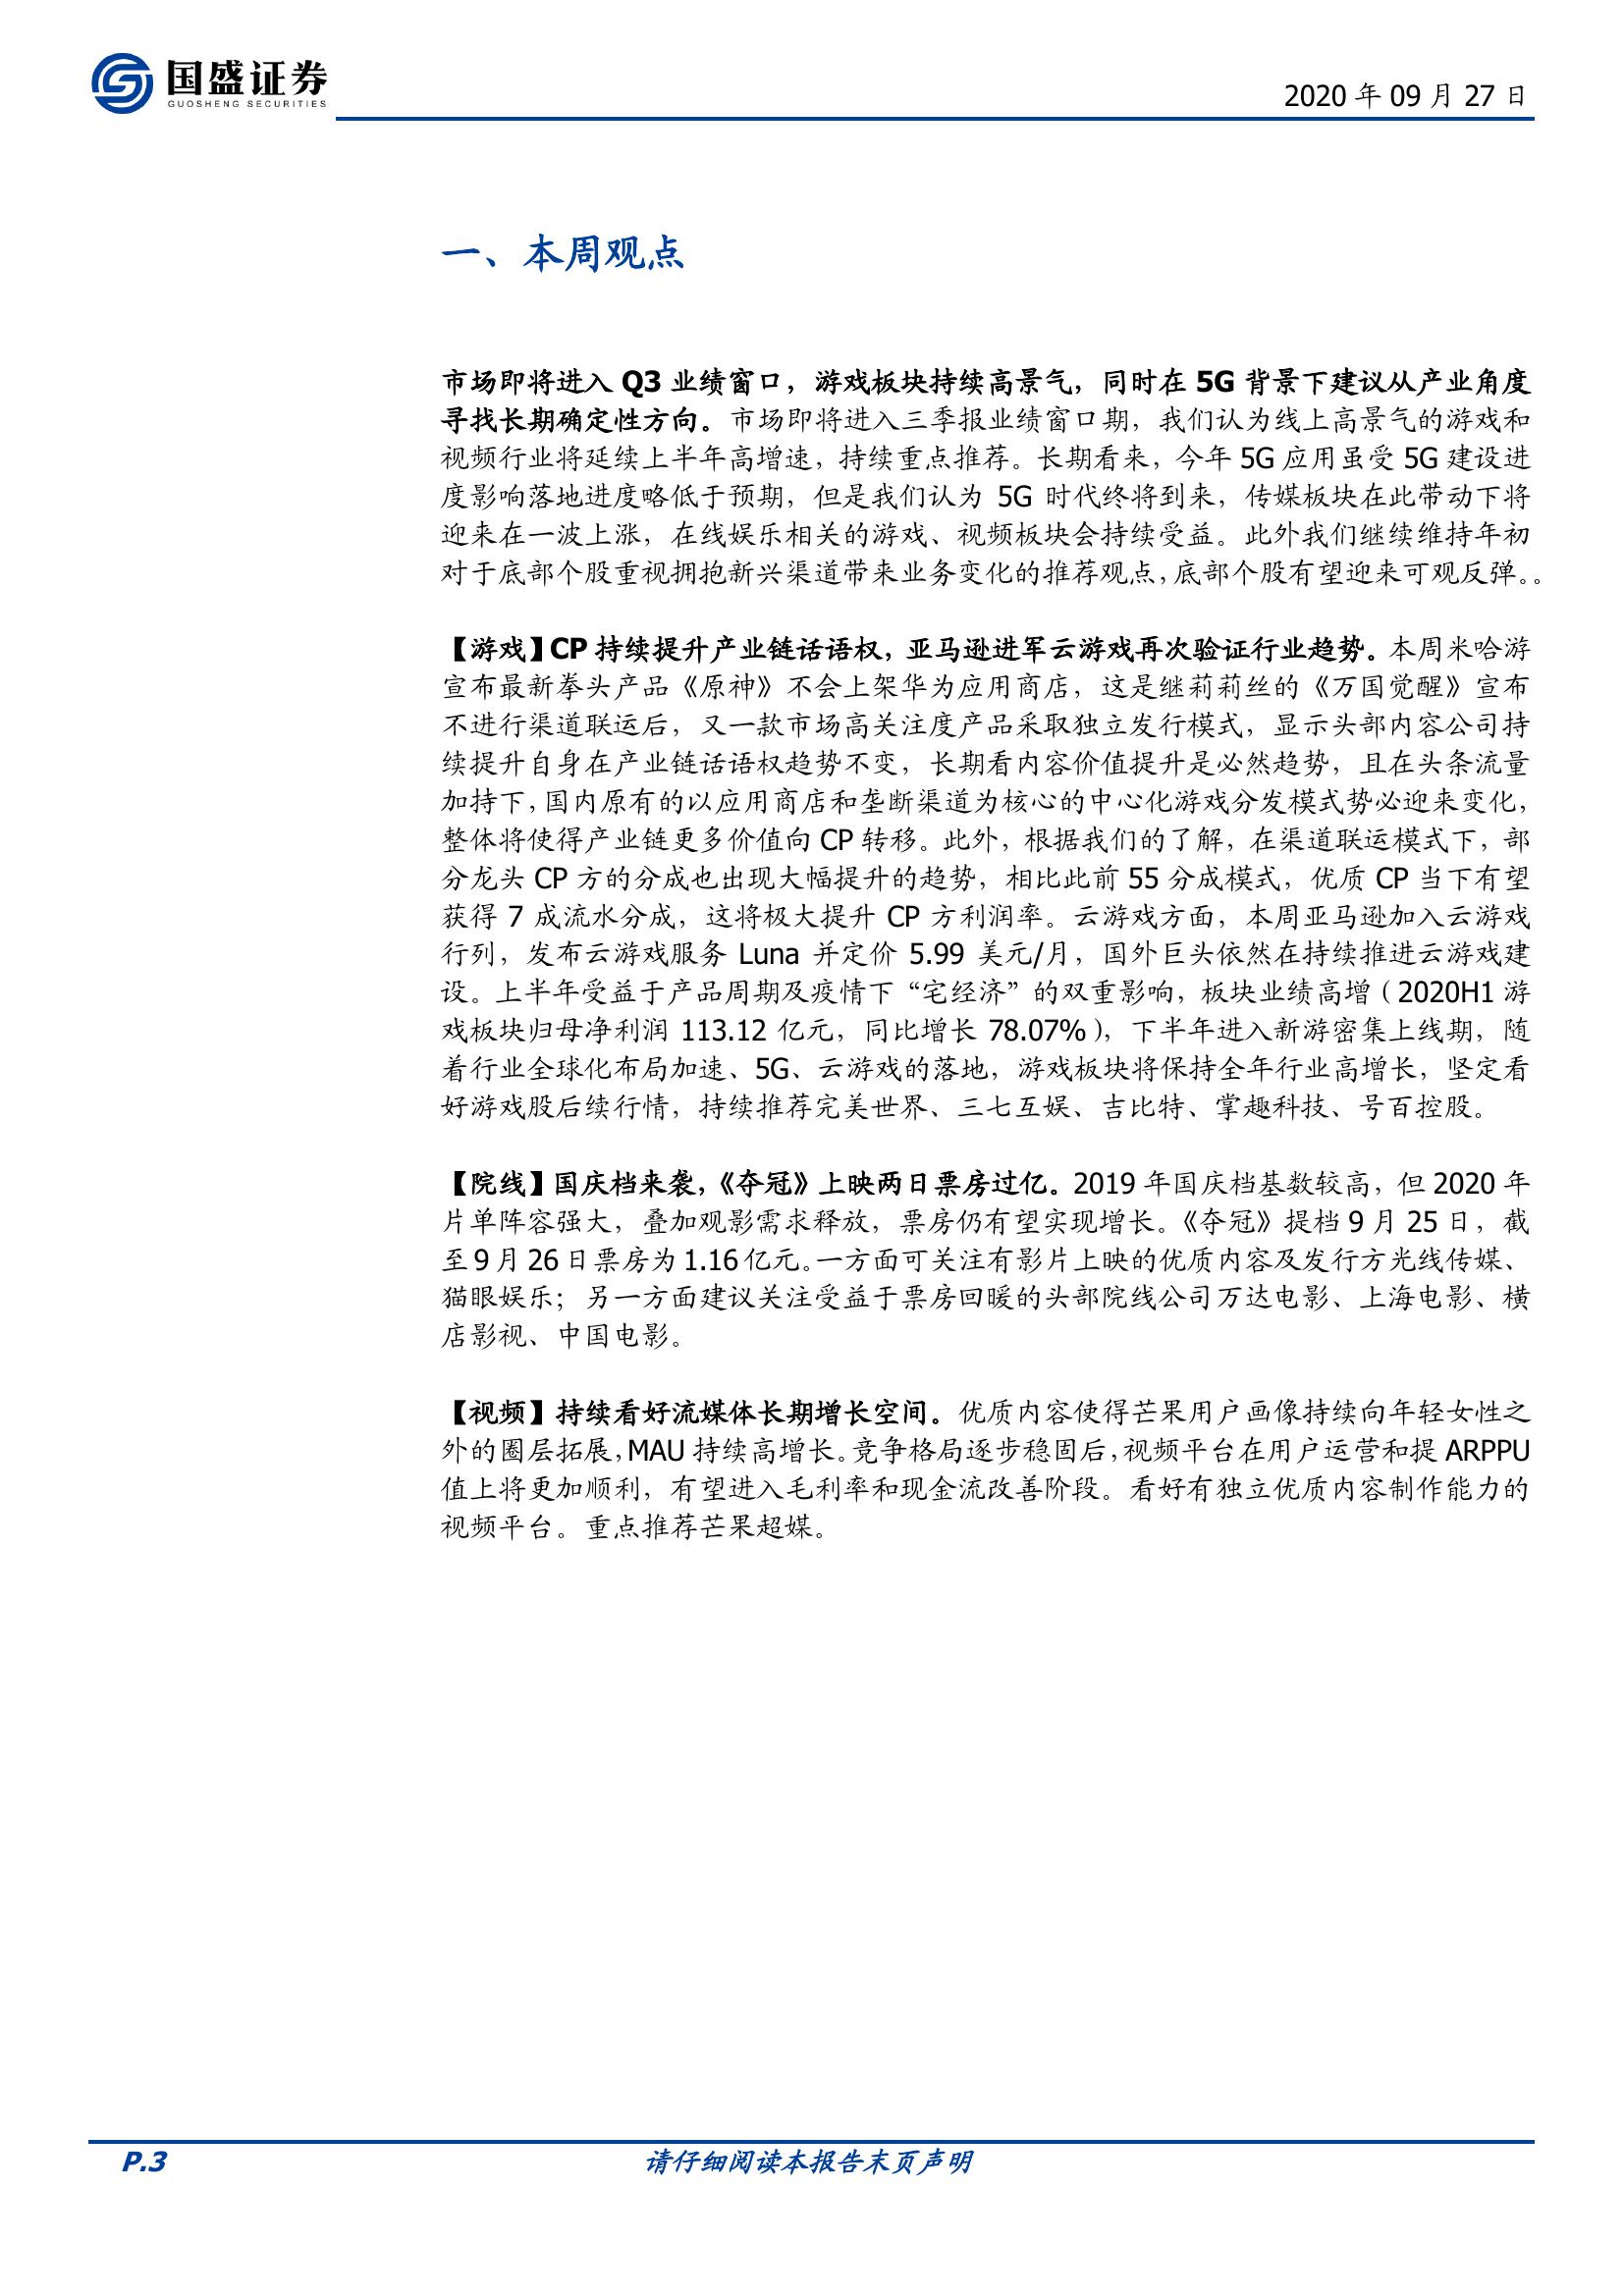 国盛证券
GUOSHENG SECURITIES
2020 年 09 月 27 日
一、本周观点
市场即将进入 Q3 业绩窗口，游戏板块持续高景气，同时在 5G 背景下建议从产业角度
寻找长期确定性方向。市场即将进入三季报业绩窗口期，我们认为线上高景气的游戏和
视频行业将延续上半年高增速，持续重点推荐。长期看来，今年 5G 应用虽受 5G 建设进
度影响落地进度略低于预期，但是我们认为 5G 时代终将到来，传媒板块在此带动下将
迎来在一波上涨，在线娱乐相关的游戏、视频板块会持续受益。此外我们继续维持年初
对于底部个股重视拥抱新兴渠道带来业务变化的推荐观点，底部个股有望迎来可观反弹。。
【游戏】CP 持续提升产业链话语权，亚马逊进军云游戏再次验证行业趋势。本周米哈游
宣布最新拳头产品《原神》不会上架华为应用商店，这是继莉莉丝的《万国觉醒》宣布
不进行渠道联运后，又一款市场高关注度产品采取独立发行模式，显示头部内容公司持
续提升自身在产业链话语权趋势不变，长期看内容价值提升是必然趋势，且在头条流量
加持下，国内原有的以应用商店和垄断渠道为核心的中心化游戏分发模式势必迎来变化，
整体将使得产业链更多价值向 CP 转移。此外，根据我们的了解，在渠道联运模式下，部
分龙头 CP 方的分成也出现大幅提升的趋势，相比此前 55 分成模式，优质 CP 当下有望
获得 7 成流水分成，这将极大提升 CP 方利润率。云游戏方面，本周亚马逊加入云游戏
行列，发布云游戏服务 Luna 并定价 5.99 美元/月，国外巨头依然在持续推进云游戏建
设。上半年受益于产品周期及疫情下“宅经济”的双重影响，板块业绩高增（2020H1 游
戏板块归母净利润 113.12 亿元，同比增长 78.07%），下半年进入新游密集上线期，随
着行业全球化布局加速、5G、云游戏的落地，游戏板块将保持全年行业高增长，坚定看
好游戏股后续行情，持续推荐完美世界、三七互娱、吉比特、掌趣科技、号百控股。
【院线】国庆档来袭，《夺冠》上映两日票房过亿。2019 年国庆档基数较高，但 2020 年
片单阵容强大，叠加观影需求释放，票房仍有望实现增长。《夺冠》提档 9 月 25 日，截
至 9 月 26 日票房为 1.16 亿元。一方面可关注有影片上映的优质内容及发行方光线传媒、
猫眼娱乐；另一方面建议关注受益于票房回暖的头部院线公司万达电影、上海电影、横
店影视、中国电影。
【视频】持续看好流媒体长期增长空间。优质内容使得芒果用户画像持续向年轻女性之
外的圈层拓展，MAU 持续高增长。竞争格局逐步稳固后，视频平台在用户运营和提 ARPPU
值上将更加顺利，有望进入毛利率和现金流改善阶段。看好有独立优质内容制作能力的
视频平台。重点推荐芒果超媒。
P.3
请仔细阅读本报告末页声明